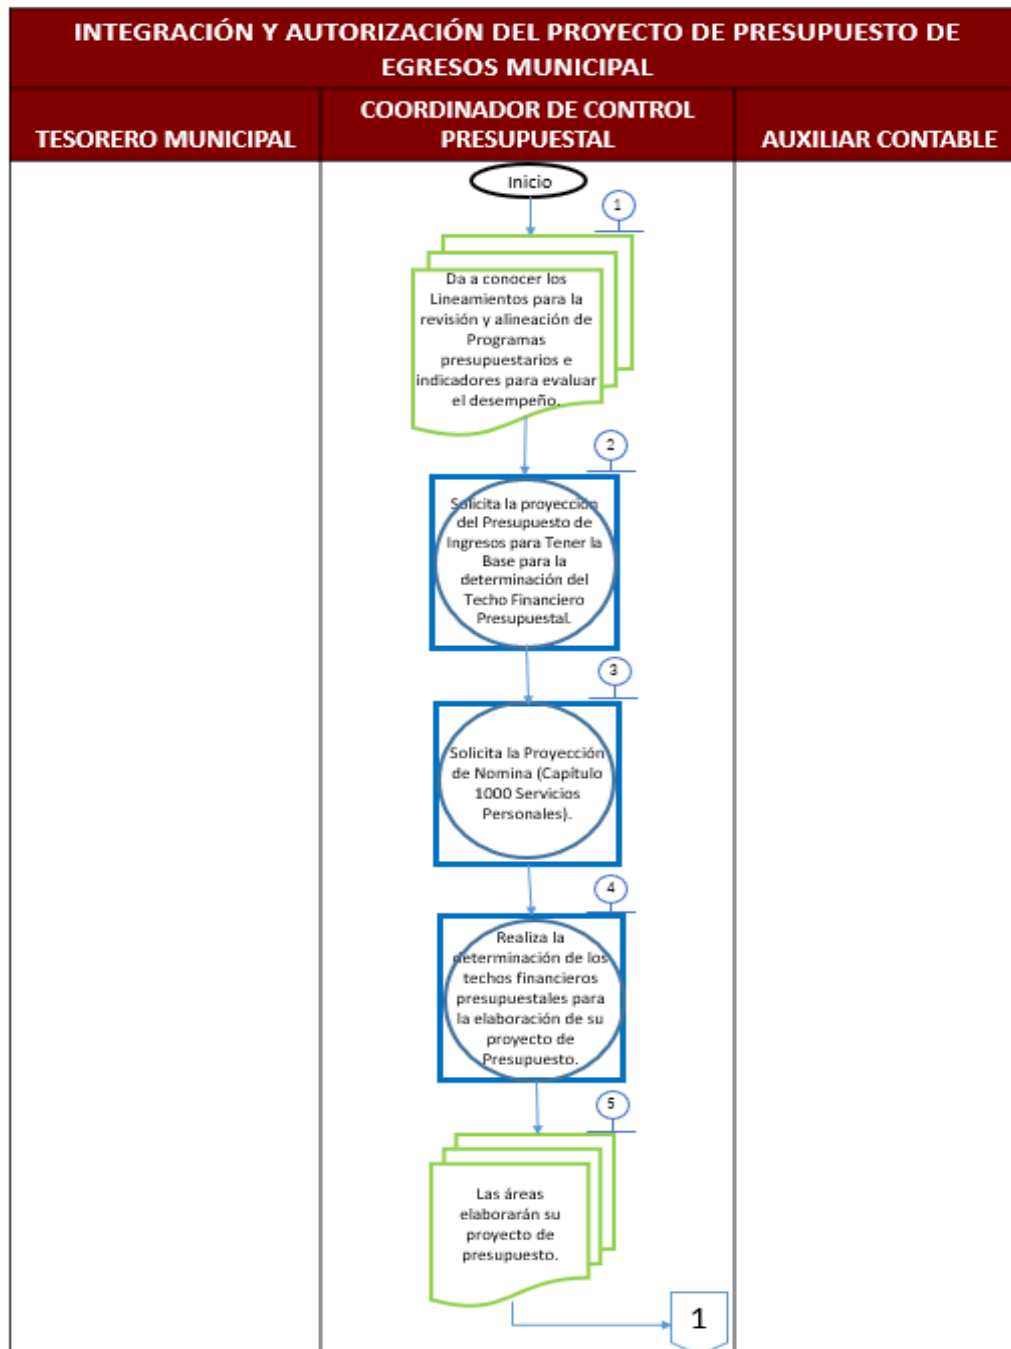 INTEGRACIÓN Y AUTORIZACIÓN DEL PROYECTO DE PRESUPUESTO DE
EGRESOS MUNICIPAL
TESORERO MUNICIPAL
COORDINADOR DE CONTROL
PRESUPUESTAL
AUXILIAR CONTABLE
Inicio
1
Da a conocer los
Lineamientos para la
revisión y alineación de
Programas
presupuestarios e
indicadores para evaluar
el desempeño.
2
Solicita la proyección
del Presupuesto de
Ingresos para Tener la
Base para la
determinación del
Techo Financiero
Presupuestal.
3
Solicita la Proyección
de Nomina (Capítulo
1000 Servicios
Personales).
4
Realiza la
determinación de los
techos financieros
presupuestales para
la elaboración de su
proyecto de
Presupuesto.
5
Las áreas
elaborarán su
proyecto de
presupuesto.
1